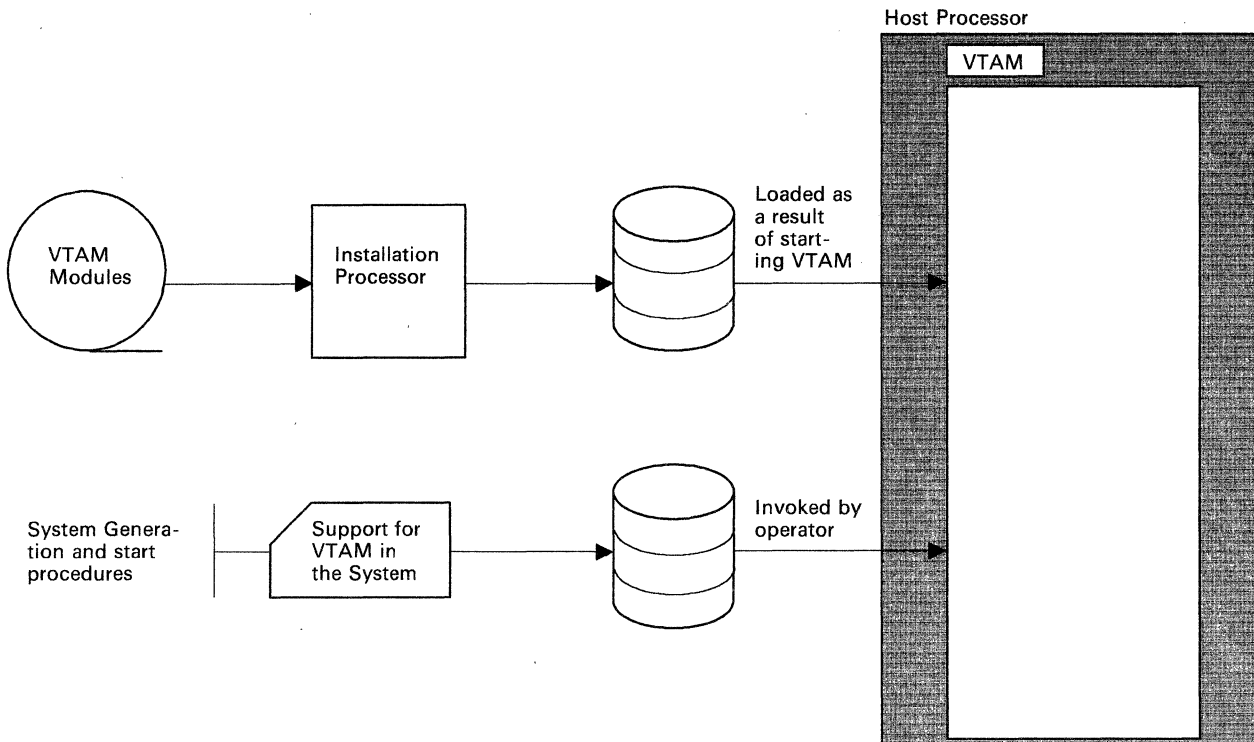 Host Processor
VTAM
VTAM
Modules
Installation
Processor
Loaded as
a result
of start-
ing VTAM
System Genera-
tion and start
procedures
Support for
VTAM in
the System
Invoked by
operator